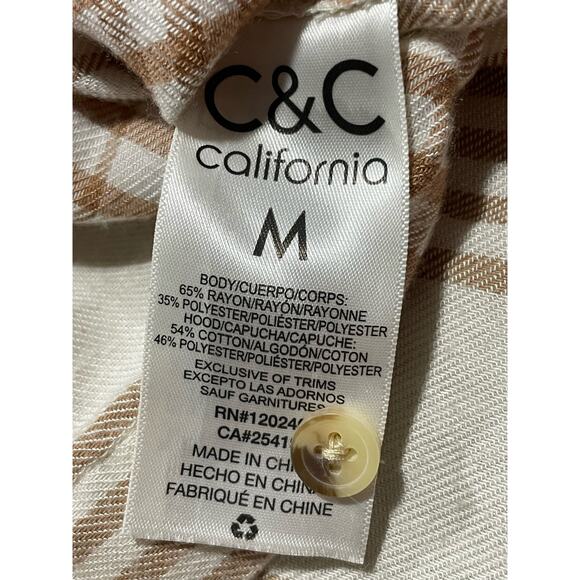 C&C
california
M
BODY/CUERPO/CORPS:
65% RAYON/RAYÓN/RAYONNE
35% POLYESTER/POLIÉSTER/POLYESTER
HOOD/CAPUCHA/CAPUCHE:
54% COTTON/ALGODÓN/COTON
46% POLYESTER/POLIÉSTER/POLYESTER
EXCLUSIVE OF TRIMS
EXCEPTO LAS ADORNOS
SAUF GARNITURES
MADE IN
HECHO EN CHINA
FABRIQUÉ EN CHINE